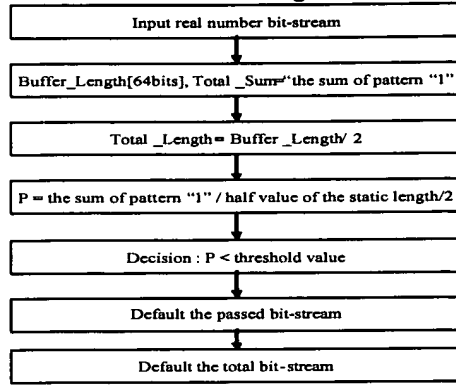 Input real number bit-stream
Buffer_Length[64bits], Total _Sum="the sum of pattern "1"
Total _Length= Buffer _Length/ 2
P = the sum of pattern "1" / half value of the static length/2
Decision : P < threshold value
Default the passed bit-stream
Default the total bit-stream